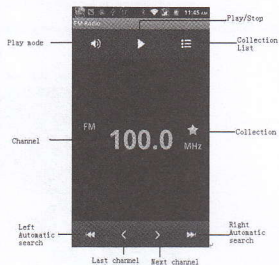 Play/Stop
11:45 AM
FM Radio
Play mode
Collection
List
Channel
FM
100.0
MHz
Collection
Left
Automatic
search
Right
Automatic
search
Last channel
Next channel